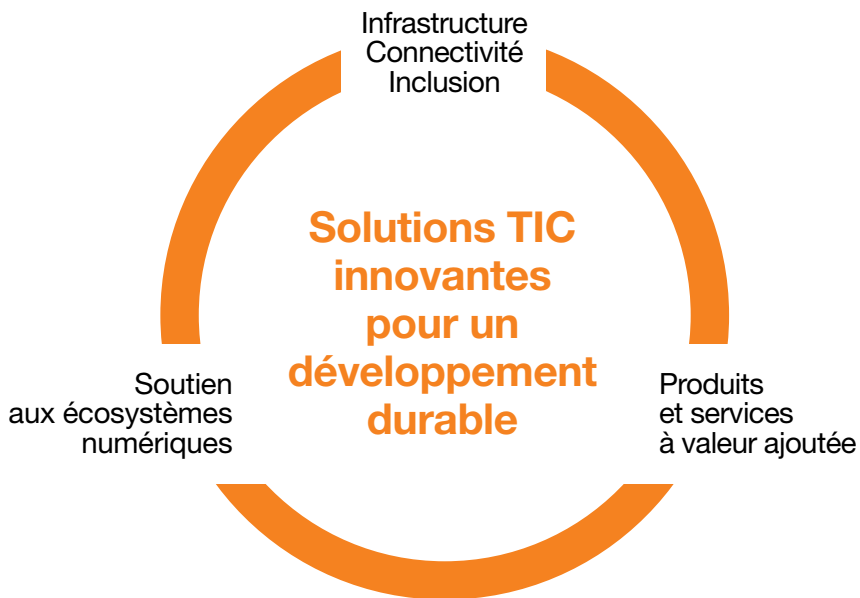 Infrastructure
Connectivité
Inclusion
Solutions TIC
innovantes
pour un
développement
durable
Soutien
aux écosystèmes
numériques
Produits
et services
à valeur ajoutée